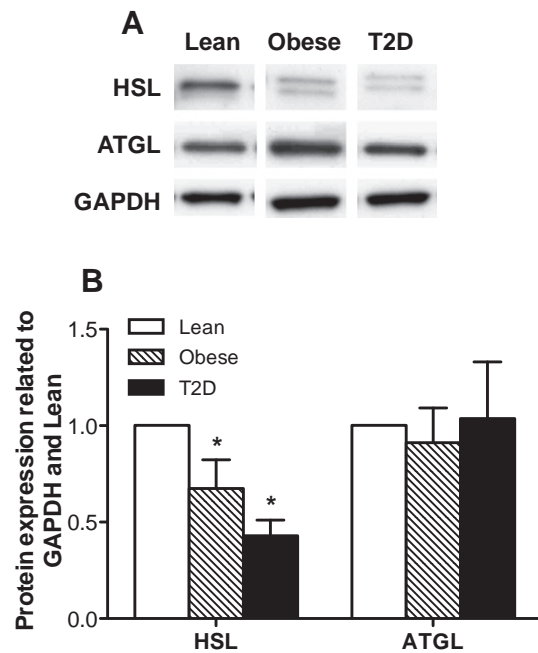 A
Lean Obese T2D
HSL
ATGL
GAPDH
B
Protein expression related to
GAPDH and Lean
1.5
1.0
0.5
0.0
Lean
Obese
T2D
*
*
HSL ATGL